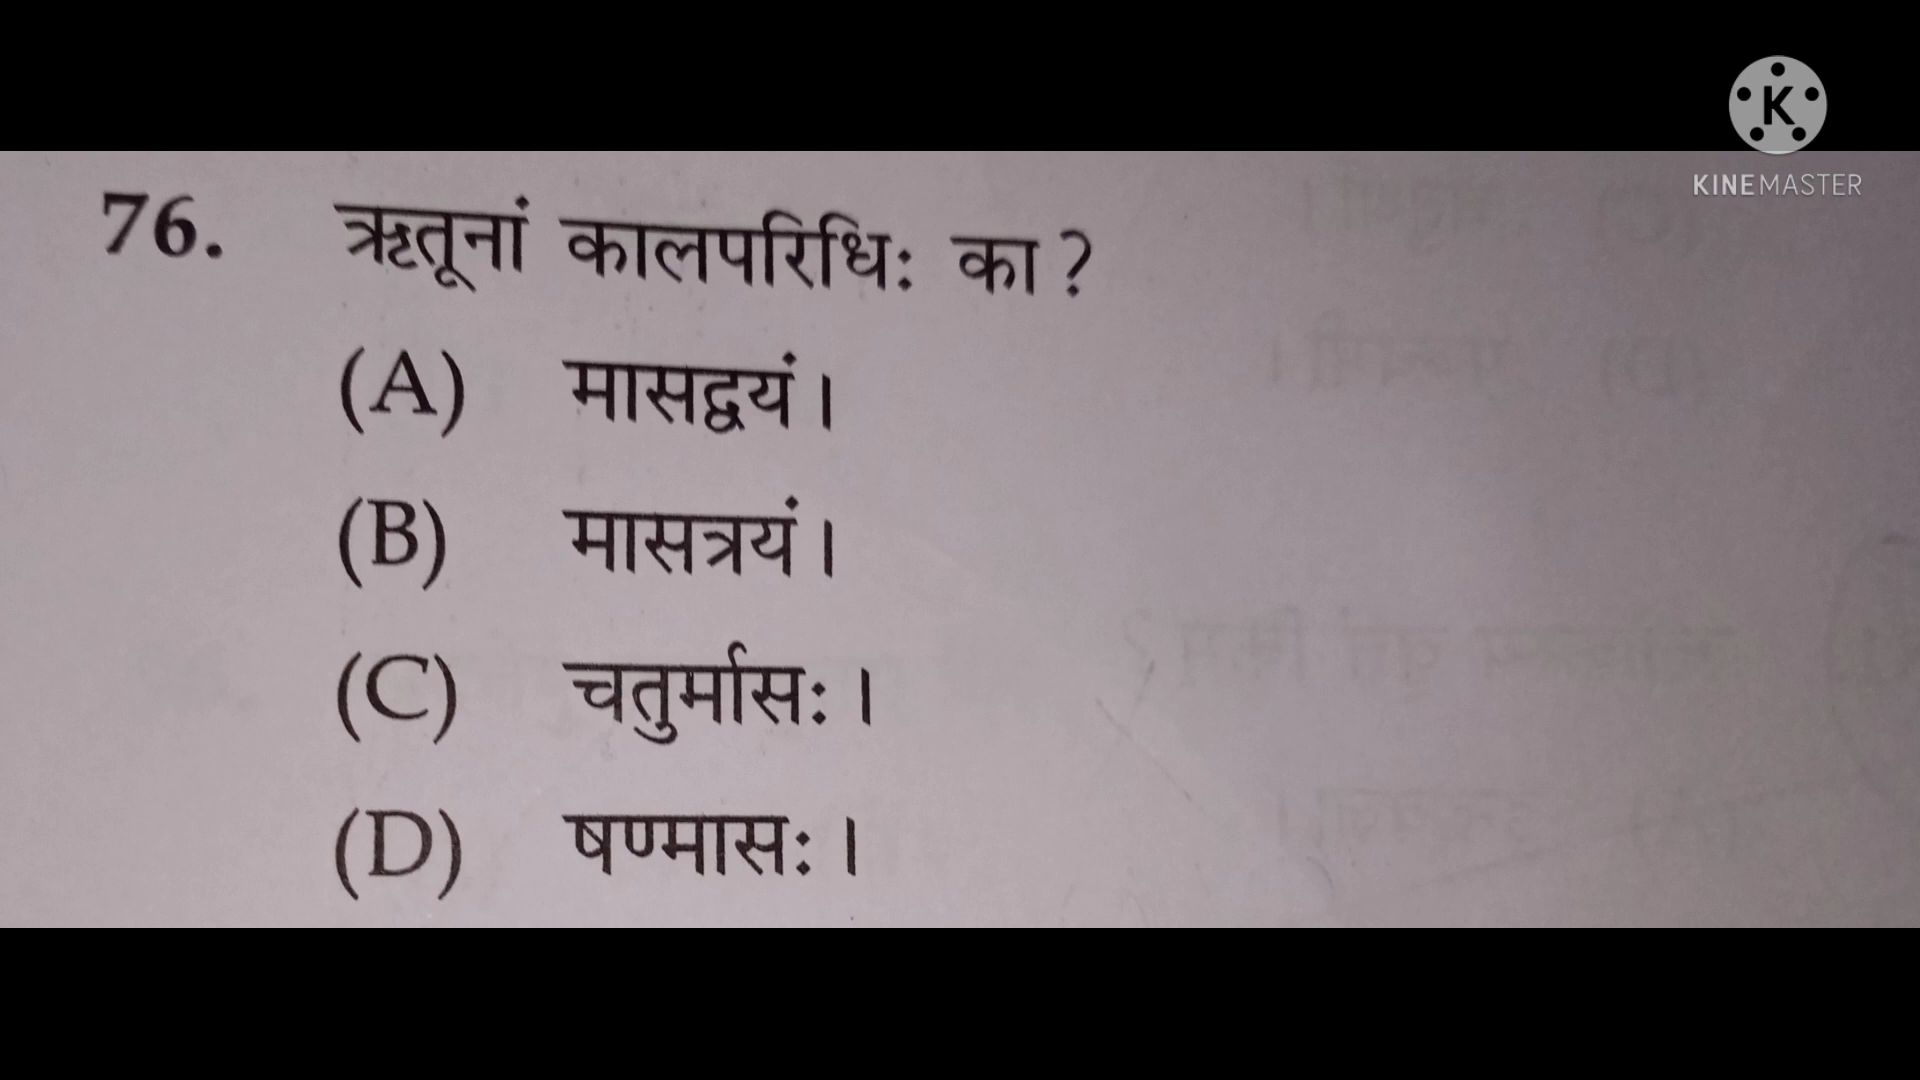 K
KINEMASTER
76. ऋतूनां कालपरिधिः का?
(A) मासद्वयं।
(B) मासत्रयं।
(C) चतुर्मासः।
(D) षण्मासः।